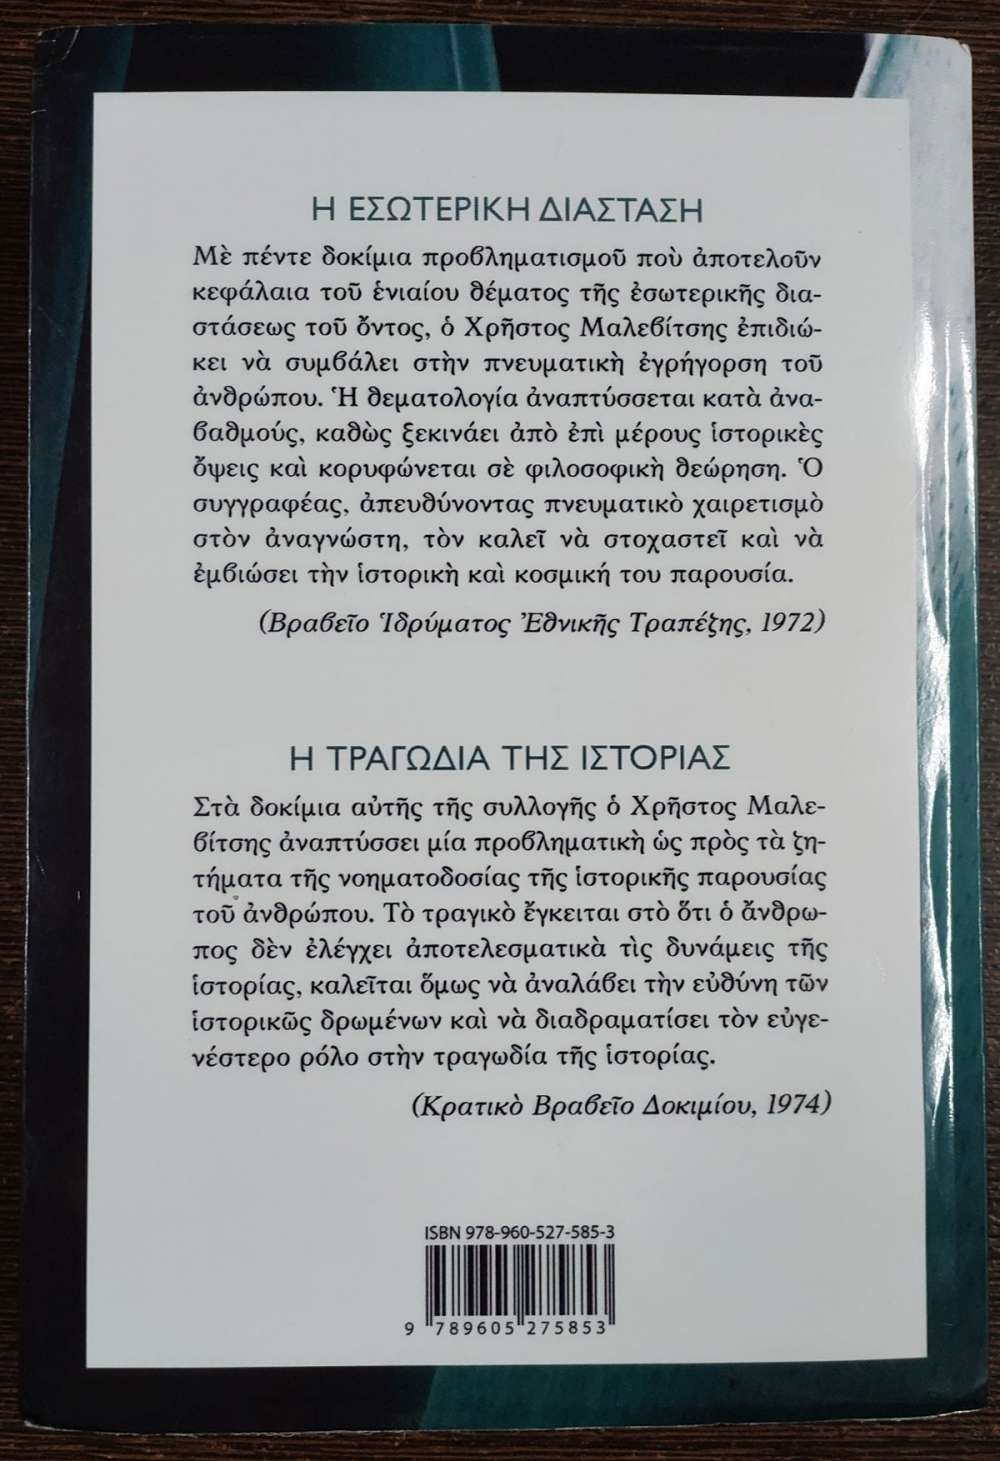 Η ΕΣΩΤΕΡΙΚΗ ΔΙΑΣΤΑΣΗ
Μὲ πέντε δοκίμια προβληματισμοῦ ποὺ ἀποτελοῦν
κεφάλαια τοῦ ἑνιαίου θέματος τῆς ἐσωτερικῆς δια-
στάσεως τοῦ ὄντος, ὁ Χρῆστος Μαλεβίτσης ἐπιδιώ-
κει νὰ συμβάλει στὴν πνευματικὴ ἐγρήγορση τοῦ
ἀνθρώπου. Ἡ θεματολογία ἀναπτύσσεται κατὰ ἀνα-
βαθμούς, καθὼς ξεκινάει ἀπὸ ἐπὶ μέρους ἱστορικὲς
ὄψεις καὶ κορυφώνεται σὲ φιλοσοφικὴ θεώρηση. Ὁ
συγγραφέας, ἀπευθύνοντας πνευματικὸ χαιρετισμὸ
στὸν ἀναγνώστη, τὸν καλεῖ νὰ στοχαστεῖ καὶ νὰ
ἐμβιώσει τὴν ἱστορικὴ καὶ κοσμική του παρουσία.
(Βραβεῖο Ἱδρύματος Ἐθνικῆς Τραπέζης, 1972)
Η ΤΡΑΓΩΔΙΑ ΤΗΣ ΙΣΤΟΡΙΑΣ
Στὰ δοκίμια αὐτῆς τῆς συλλογῆς ὁ Χρῆστος Μαλε-
βίτσης ἀναπτύσσει μία προβληματικὴ ὡς πρὸς τὰ ζη-
τήματα τῆς νοηματοδοσίας τῆς ἱστορικῆς παρουσίας
τοῦ ἀνθρώπου. Τὸ τραγικὸ ἔγκειται στὸ ὅτι ὁ ἄνθρω-
πος δὲν ἐλέγχει ἀποτελεσματικὰ τὶς δυνάμεις τῆς
ἱστορίας, καλεῖται ὅμως νὰ ἀναλάβει τὴν εὐθύνη τῶν
ἱστορικῶς δρωμένων καὶ νὰ διαδραματίσει τὸν εὐγε-
νέστερο ρόλο στὴν τραγωδία τῆς ἱστορίας.
(Κρατικὸ Βραβεῖο Δοκιμίου, 1974)
ISBN 978-960-527-585-3
9 789605 275853